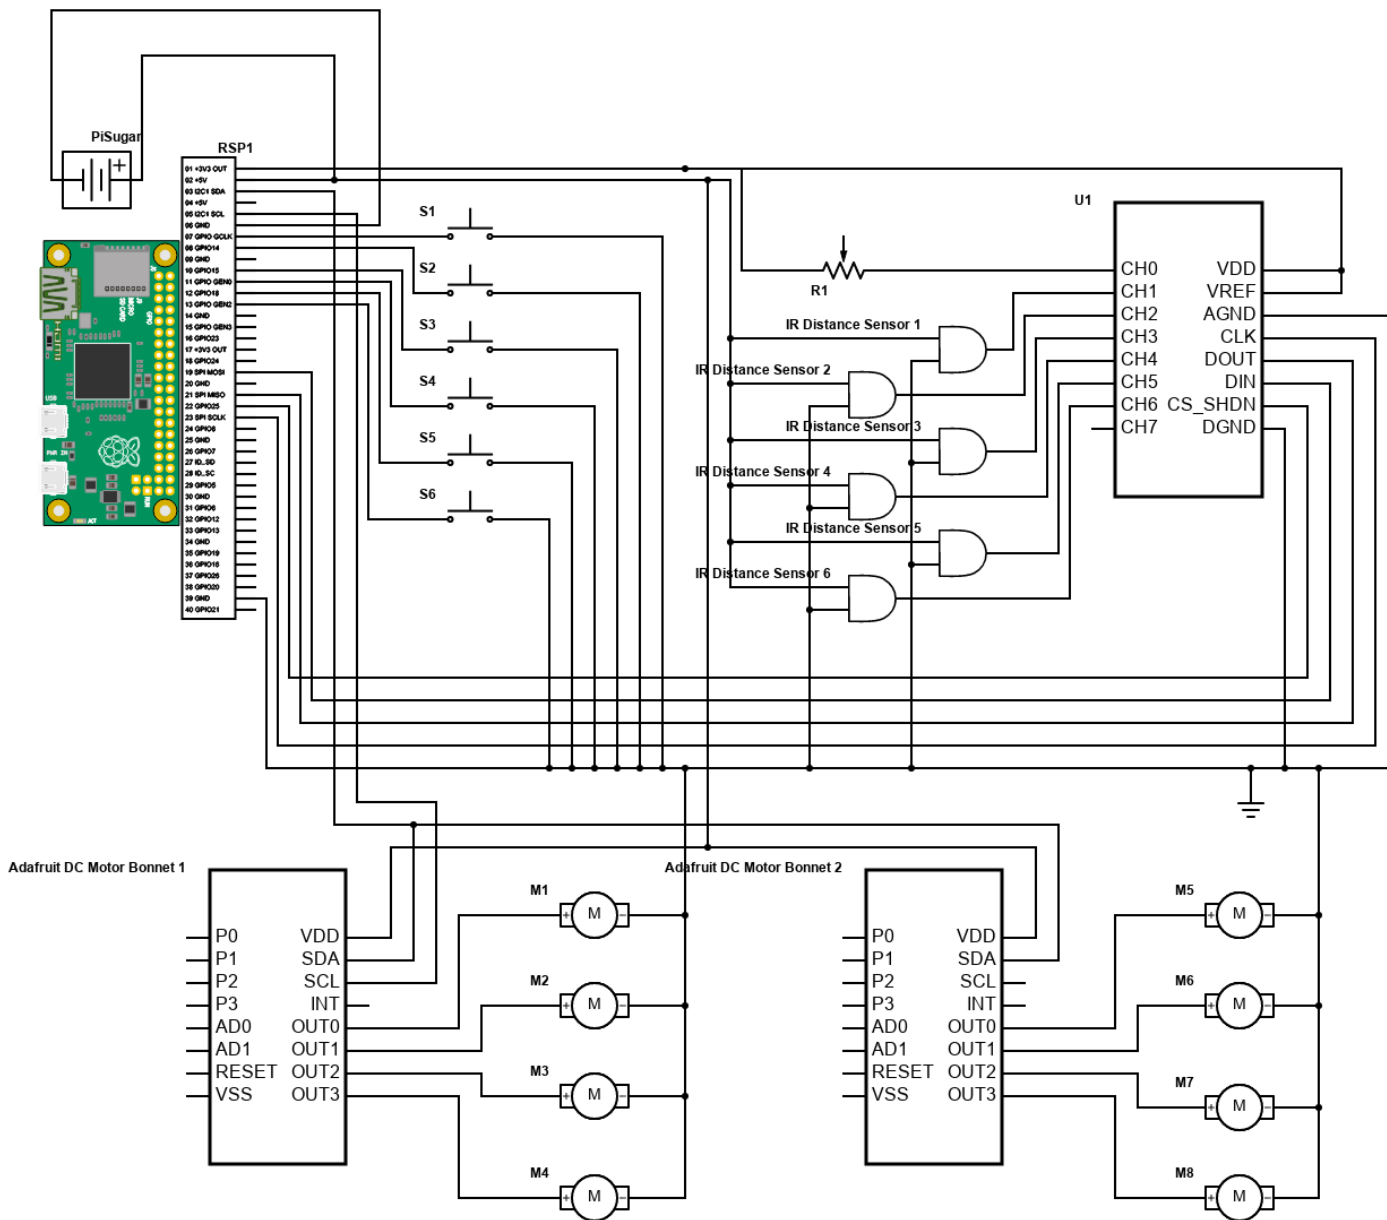 PiSugar
+
RSP1
01 +3V3 OUT
02 +5V
03 I2C1 SDA
04 +5V
05 I2C1 SCL
06 GND
07 GPIO GCLK
08 GPIO14
09 GND
10 GPIO15
11 GPIO GEN0
12 GPIO18
13 GPIO GEN2
14 GND
15 GPIO GEN3
16 GPIO23
17 +3V3 OUT
18 GPIO24
19 SPI MOSI
20 GND
21 SPI MISO
22 GPIO25
23 SPI SCLK
24 GPIO8
25 GND
26 GPIO7
27 ID_SD
28 ID_SC
29 GPIO5
30 GND
31 GPIO6
32 GPIO12
33 GPIO13
34 GND
35 GPIO19
36 GPIO16
37 GPIO26
38 GPIO20
39 GND
40 GPIO21
MICRO
SD CARD
GPIO
HDMI
USB
PWR IN
RUN
ACT
S1
S2
S3
S4
S5
S6
R1
IR Distance Sensor 1
IR Distance Sensor 2
IR Distance Sensor 3
IR Distance Sensor 4
IR Distance Sensor 5
IR Distance Sensor 6
U1
CH0 VDD
CH1 VREF
CH2 AGND
CH3 CLK
CH4 DOUT
CH5 DIN
CH6 CS_SHDN
CH7 DGND
Adafruit DC Motor Bonnet 1
P0 VDD
P1 SDA
P2 SCL
P3 INT
AD0 OUT0
AD1 OUT1
RESET OUT2
VSS OUT3
M1
+ M -
M2
+ M -
M3
+ M -
M4
+ M -
Adafruit DC Motor Bonnet 2
P0 VDD
P1 SDA
P2 SCL
P3 INT
AD0 OUT0
AD1 OUT1
RESET OUT2
VSS OUT3
M5
+ M -
M6
+ M -
M7
+ M -
M8
+ M -